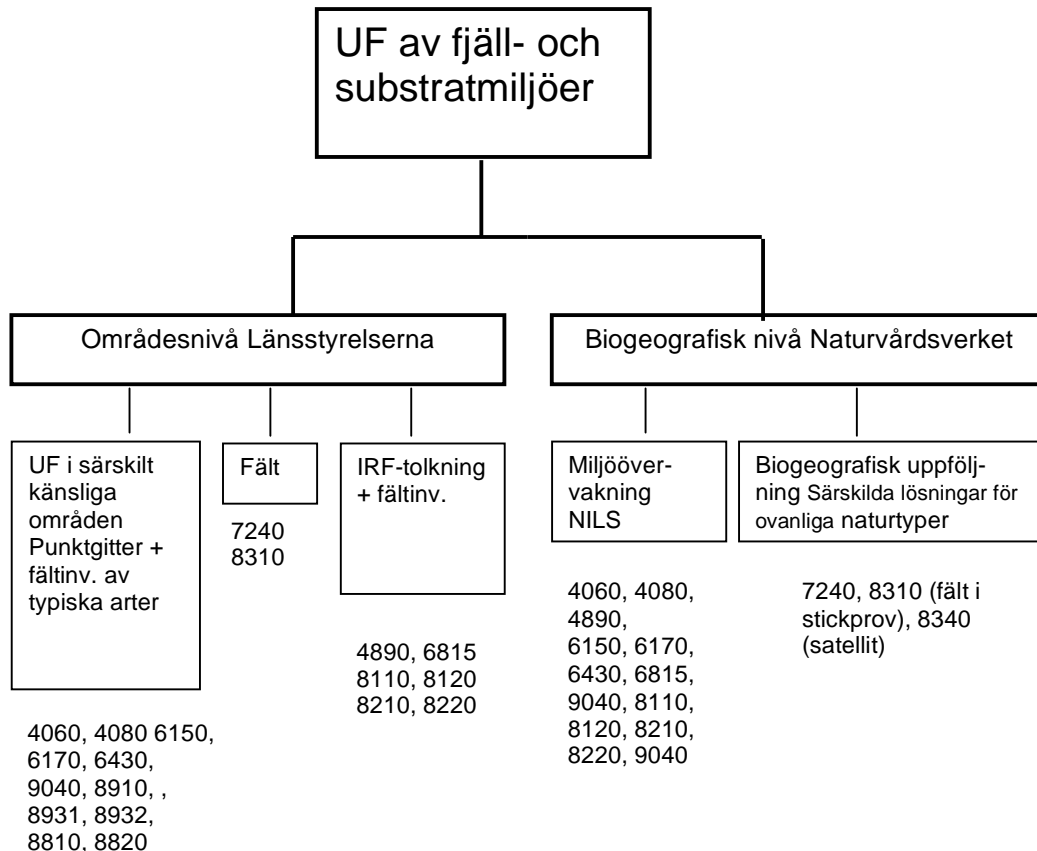 UF av fjäll- och
substratmiljöer
Områdesnivå Länsstyrelserna
Biogeografisk nivå Naturvårdsverket
UF i särskilt
känsliga
områden
Punktgitter +
fältinv. av
typiska arter
4060, 4080 6150,
6170, 6430,
9040, 8910, ,
8931, 8932,
8810, 8820
Fält
7240
8310
IRF-tolkning
+ fältinv.
4890, 6815
8110, 8120
8210, 8220
Miljööver-
vakning
NILS
4060, 4080,
4890,
6150, 6170,
6430, 6815,
9040, 8110,
8120, 8210,
8220, 9040
Biogeografisk uppfölj-
ning Särskilda lösningar för
ovanliga naturtyper
7240, 8310 (fält i
stickprov), 8340
(satellit)